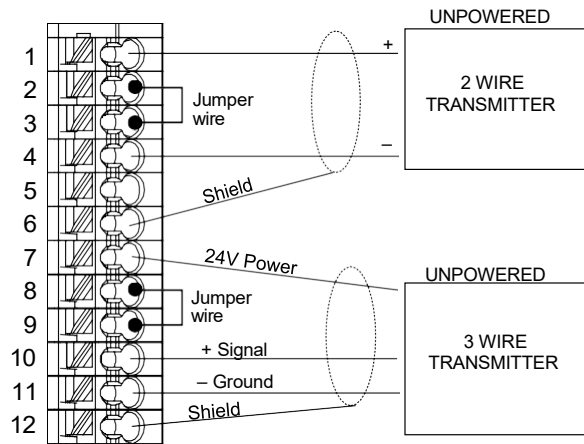 UNPOWERED
1
+
2 WIRE
TRANSMITTER
2
Jumper
wire
3
4
–
5
Shield
6
7
24V Power
UNPOWERED
8
Jumper
wire
9
3 WIRE
TRANSMITTER
10
+ Signal
11
– Ground
Shield
12